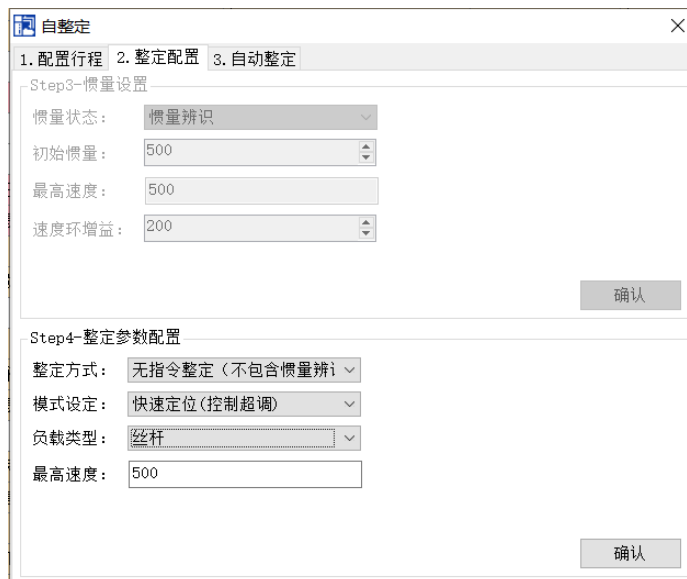 自整定
1.配置行程 2.整定配置 3.自动整定
Step3-惯量设置
惯量状态： 惯量辨识
初始惯量： 500
最高速度： 500
速度环增益： 200
确认
Step4-整定参数配置
整定方式： 无指令整定（不包含惯量辨
模式设定： 快速定位(控制超调)
负载类型： 丝杆
最高速度： 500
确认